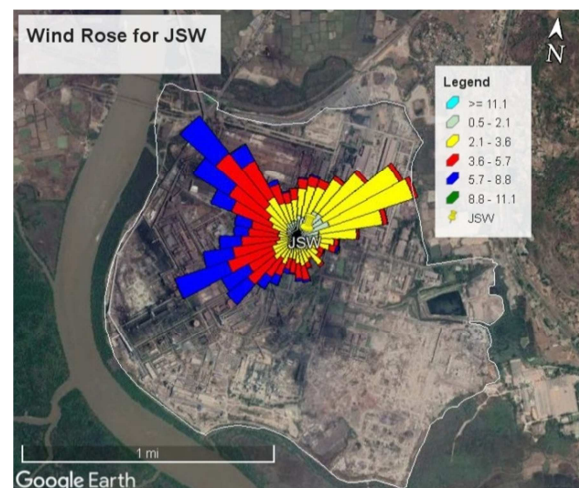 Wind Rose for JSW
N
Legend
>= 11.1
0.5 - 2.1
2.1 - 3.6
3.6 - 5.7
5.7 - 8.8
8.8 - 11.1
JSW
JSW
1 mi
Google Earth